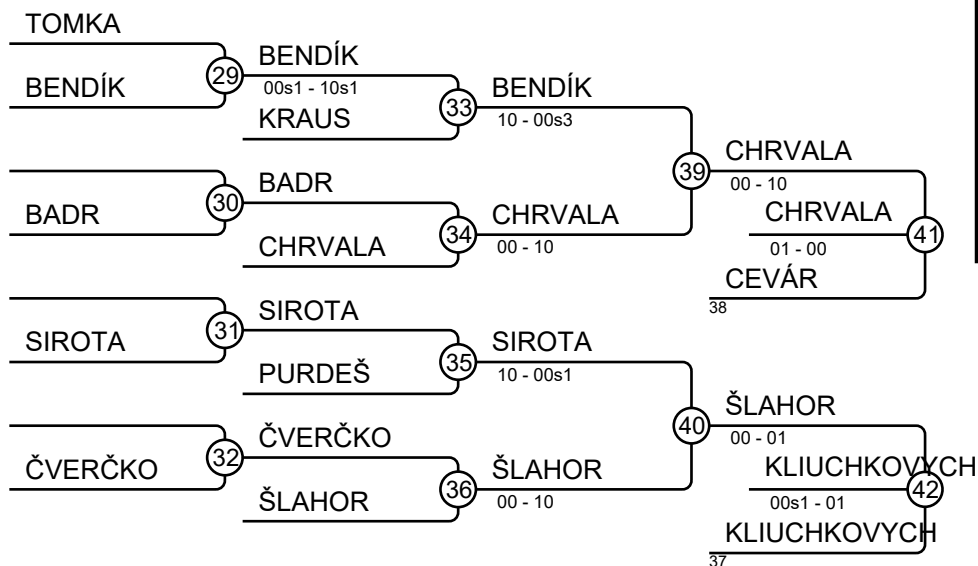 TOMKA
29
BENDÍK
BENDÍK
00s1 - 10s1
33
KRAUS
BENDÍK
10 - 00s3
30
BADR
BADR
34
CHRVALA
CHRVALA
00 - 10
39
CHRVALA
00 - 10
CHRVALA
01 - 00
41
CEVÁR
38
31
SIROTA
SIROTA
35
PURDEŠ
SIROTA
10 - 00s1
32
ČVERČKO
ČVERČKO
36
ŠLAHOR
ŠLAHOR
00 - 10
40
ŠLAHOR
00 - 01
KLIUCHKOVYCH
00s1 - 01
42
KLIUCHKOVYCH
37